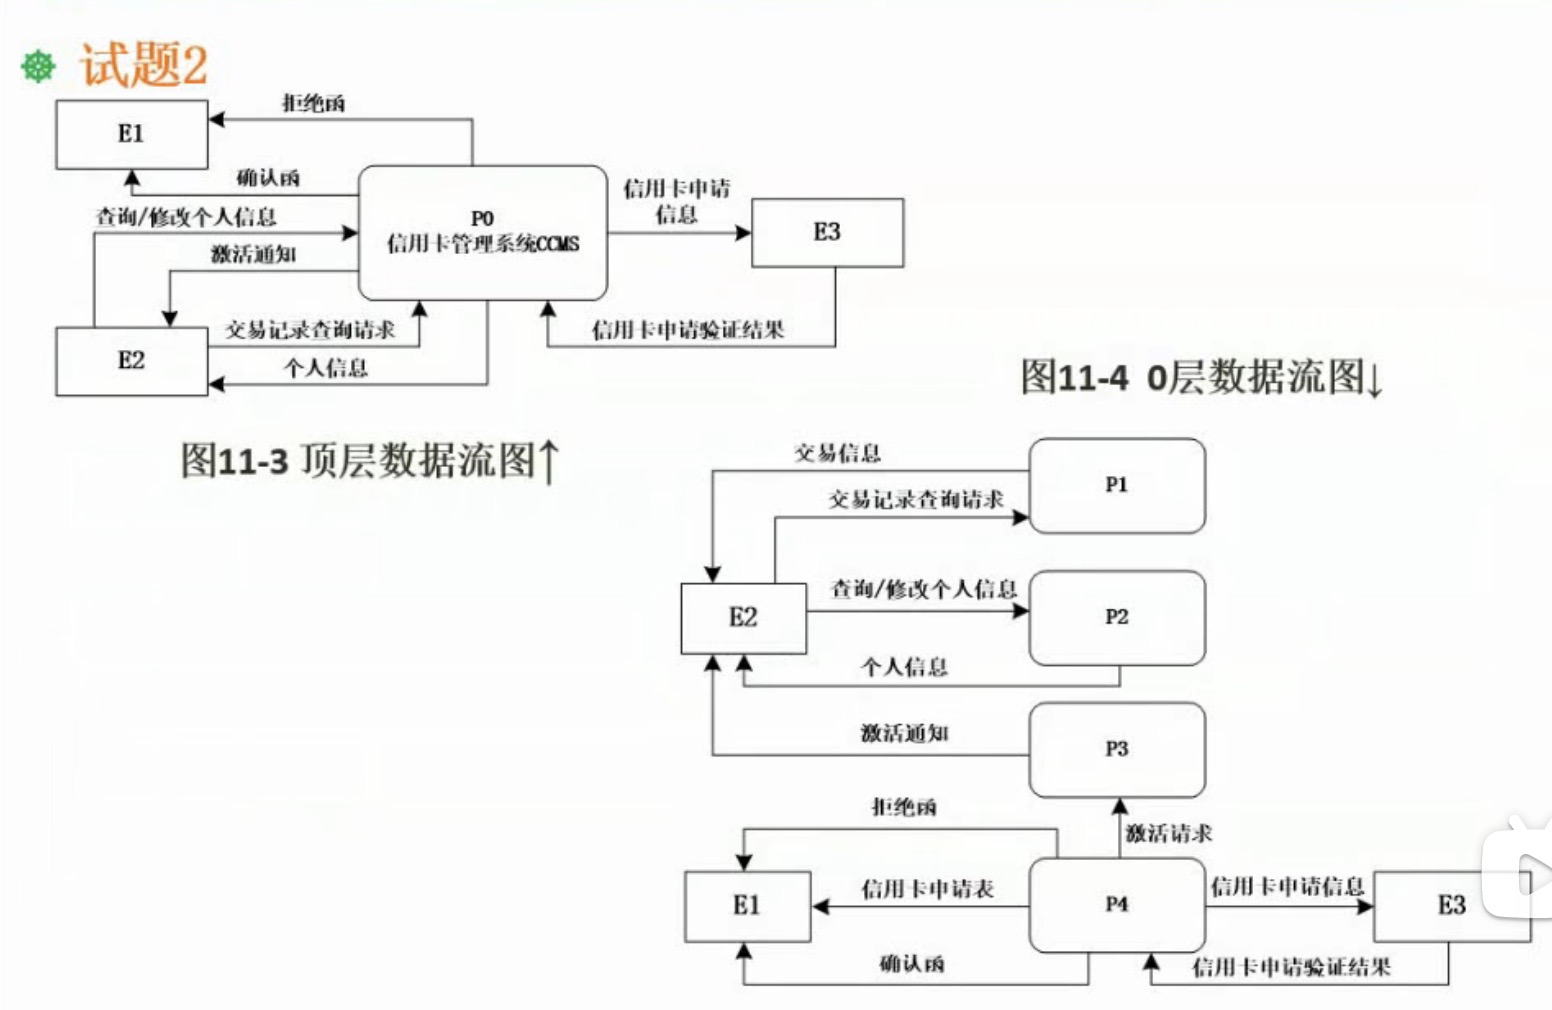 试题2
拒绝函
E1
确认函
信用卡申请
信息
P0
信用卡管理系统CCMS
E3
查询/修改个人信息
激活通知
交易记录查询请求
信用卡申请验证结果
E2
个人信息
图11-4 0层数据流图↓
图11-3 顶层数据流图↑
交易信息
P1
交易记录查询请求
查询/修改个人信息
E2
P2
个人信息
激活通知
P3
拒绝函
激活请求
信用卡申请表
信用卡申请信息
E1
P4
E3
确认函
信用卡申请验证结果